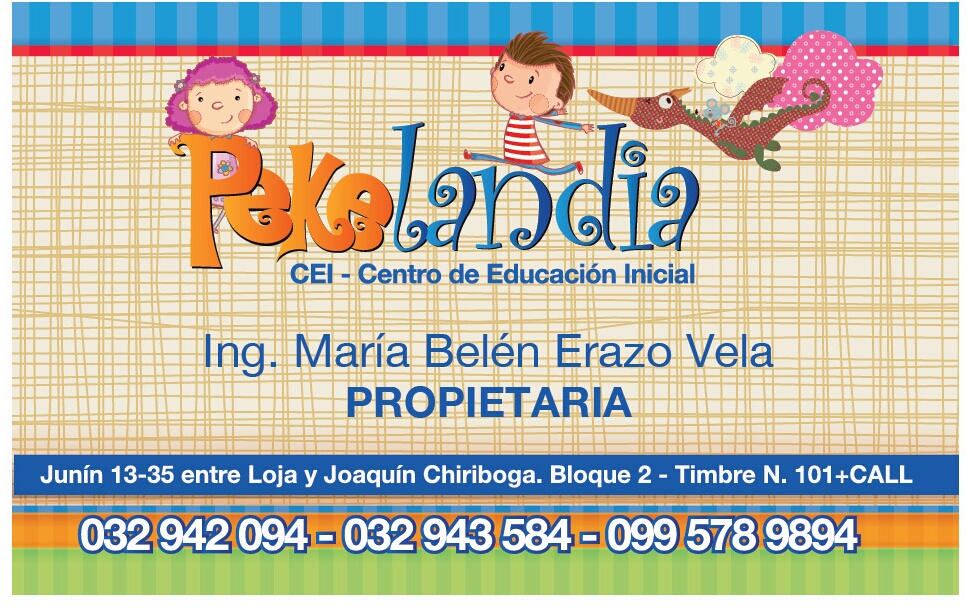 Pekelandia
CEI - Centro de Educación Inicial
Ing. María Belén Erazo Vela
PROPIETARIA
Junín 13-35 entre Loja y Joaquín Chiriboga. Bloque 2 - Timbre N. 101+CALL
032 942 094 - 032 943 584 - 099 578 9894